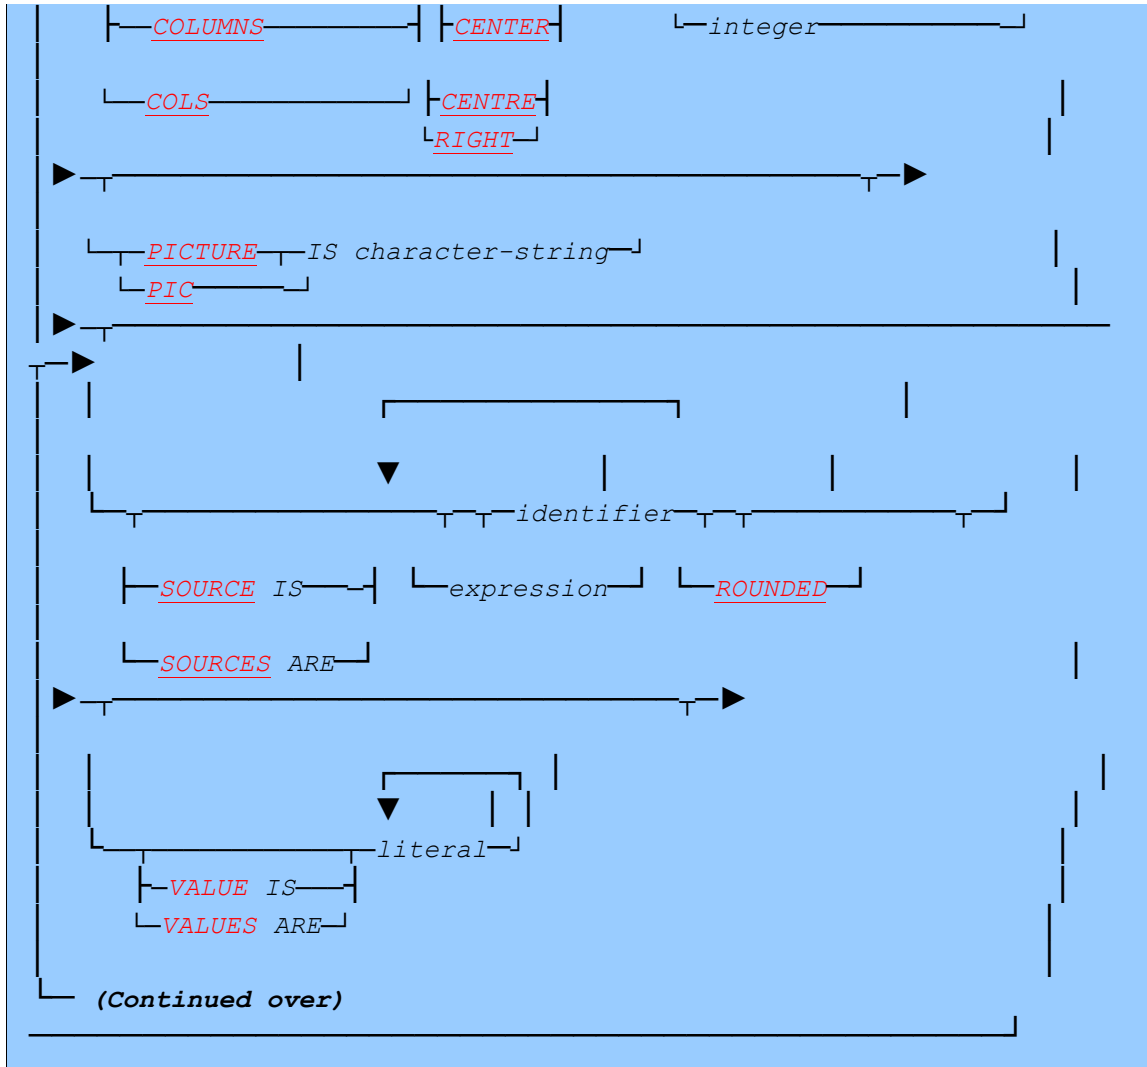 COLUMNS CENTER integer
COLS CENTRE
RIGHT
PICTURE IS character-string
PIC
identifier
SOURCE IS expression ROUNDED
SOURCES ARE
literal
VALUE IS
VALUES ARE
(Continued over)